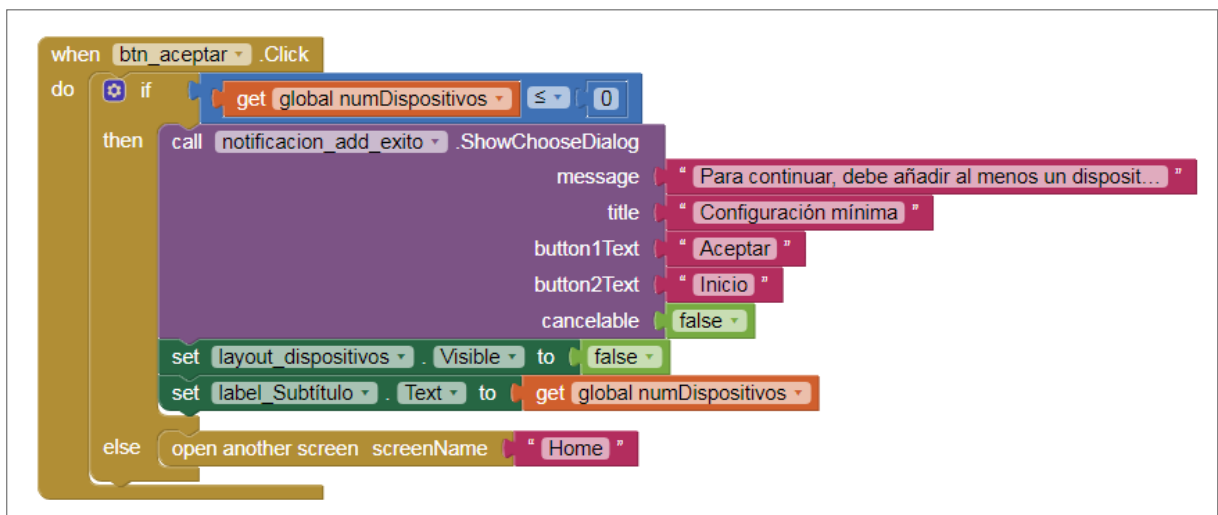 when btn_aceptar .Click
do if get global numDispositivos ≤ 0
then call notificacion_add_exito .ShowChooseDialog
message " Para continuar, debe añadir al menos un disposit... "
title " Configuración mínima "
button1Text " Aceptar "
button2Text " Inicio "
cancelable false
set layout_dispositivos . Visible to false
set label_Subtítulo . Text to get global numDispositivos
else open another screen screenName " Home "